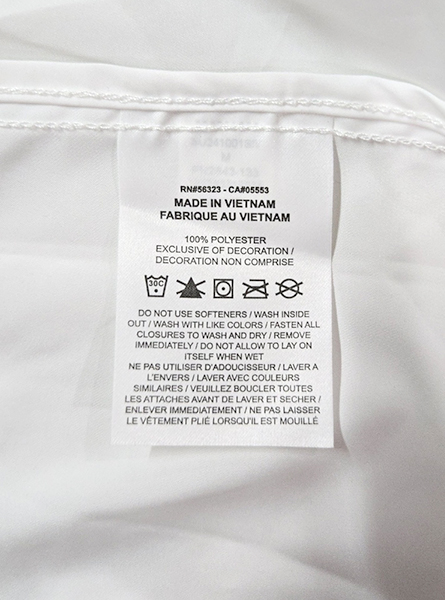 M
RN#56323 - CA#05553
MADE IN VIETNAM
FABRIQUE AU VIETNAM
100% POLYESTER
EXCLUSIVE OF DECORATION /
DECORATION NON COMPRISE
30C
DO NOT USE SOFTENERS / WASH INSIDE
OUT / WASH WITH LIKE COLORS / FASTEN ALL
CLOSURES TO WASH AND DRY / REMOVE
IMMEDIATELY / DO NOT ALLOW TO LAY ON
ITSELF WHEN WET
NE PAS UTILISER D'ADOUCISSEUR / LAVER A
L'ENVERS / LAVER AVEC COULEURS
SIMILAIRES / VEUILLEZ BOUCLER TOUTES
LES ATTACHES AVANT DE LAVER ET SECHER /
ENLEVER IMMEDIATEMENT / NE PAS LAISSER
LE VÊTEMENT PLIÉ LORSQU'IL EST MOUILLÉ